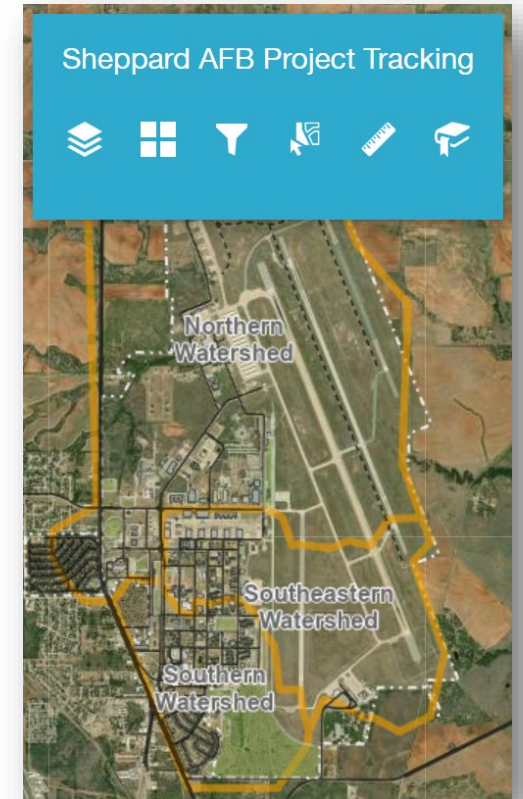 Sheppard AFB Project Tracking
Northern
Watershed
Southeastern
Watershed
Southern
Watershed